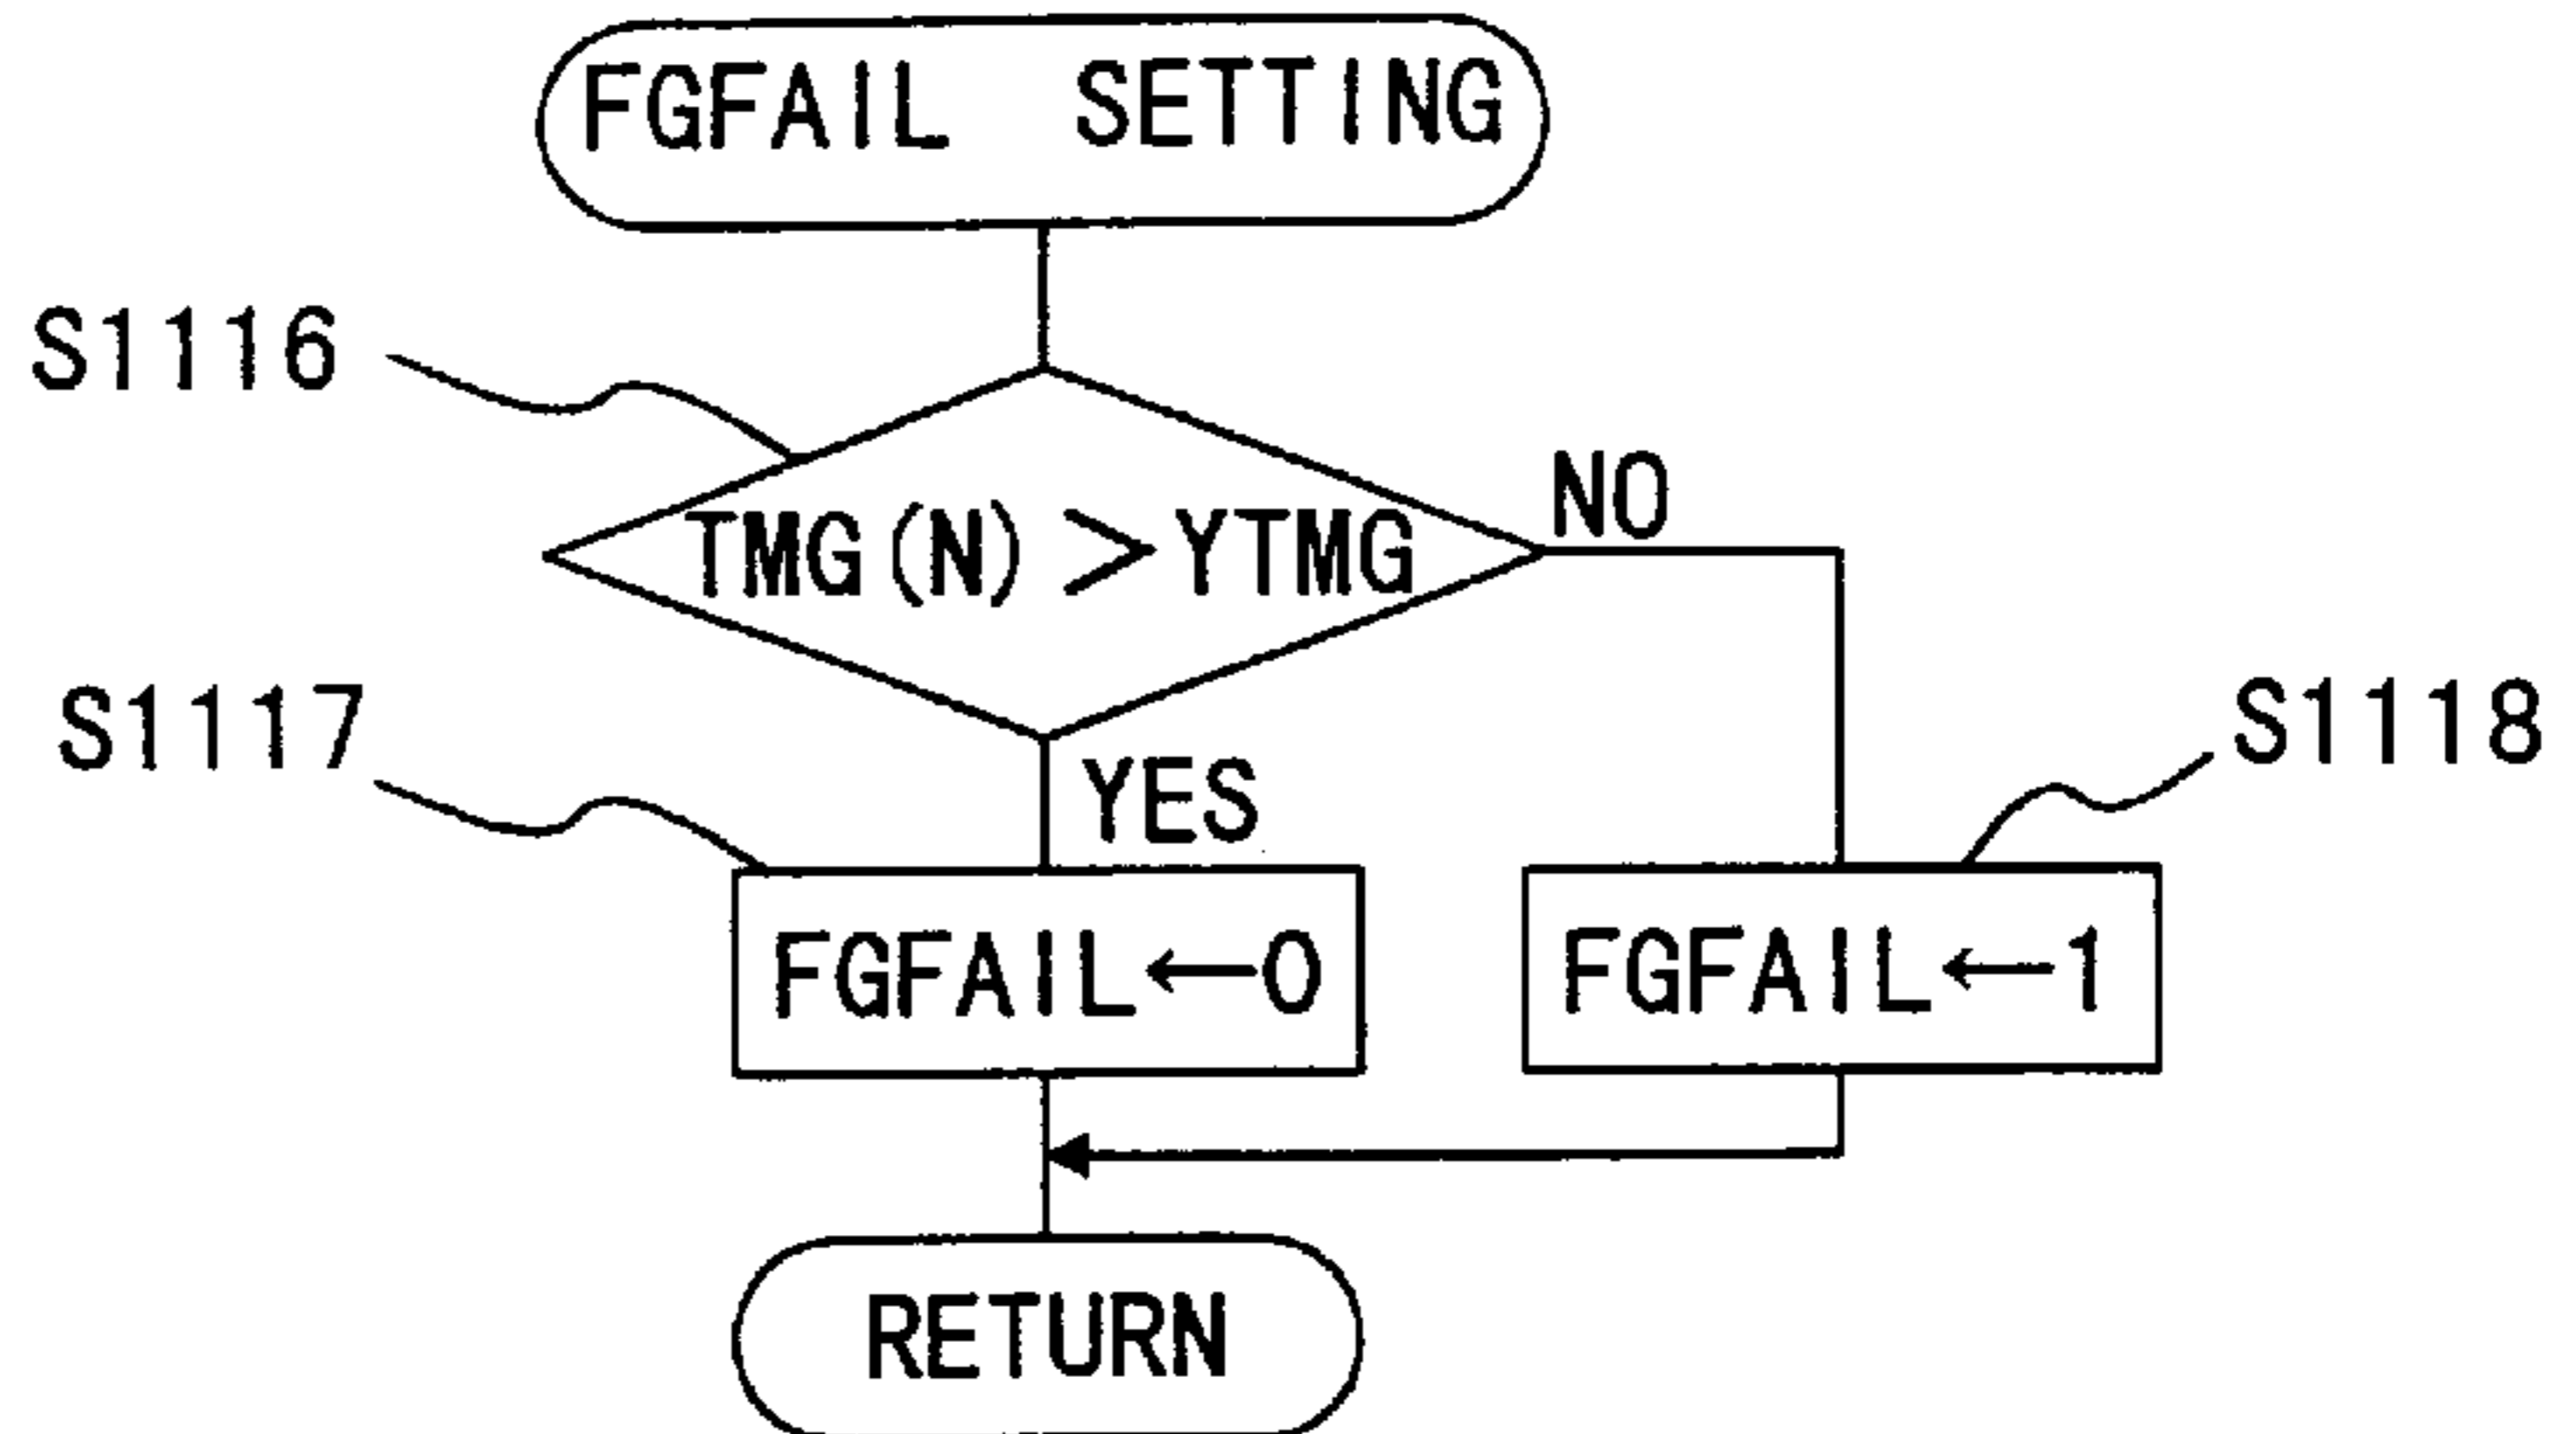 FGFAIL SETTING
S1116
TMG(N)>YTMG
NO
S1117
YES
S1118
FGFAIL←0
FGFAIL←1
RETURN